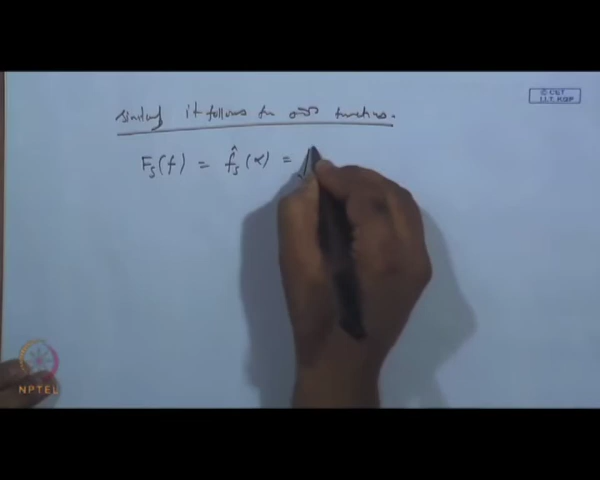 similarly it follows for odd functions.
F_s(f) = f̂_s(α) =
© CET
I.I.T. KGP
NPTEL